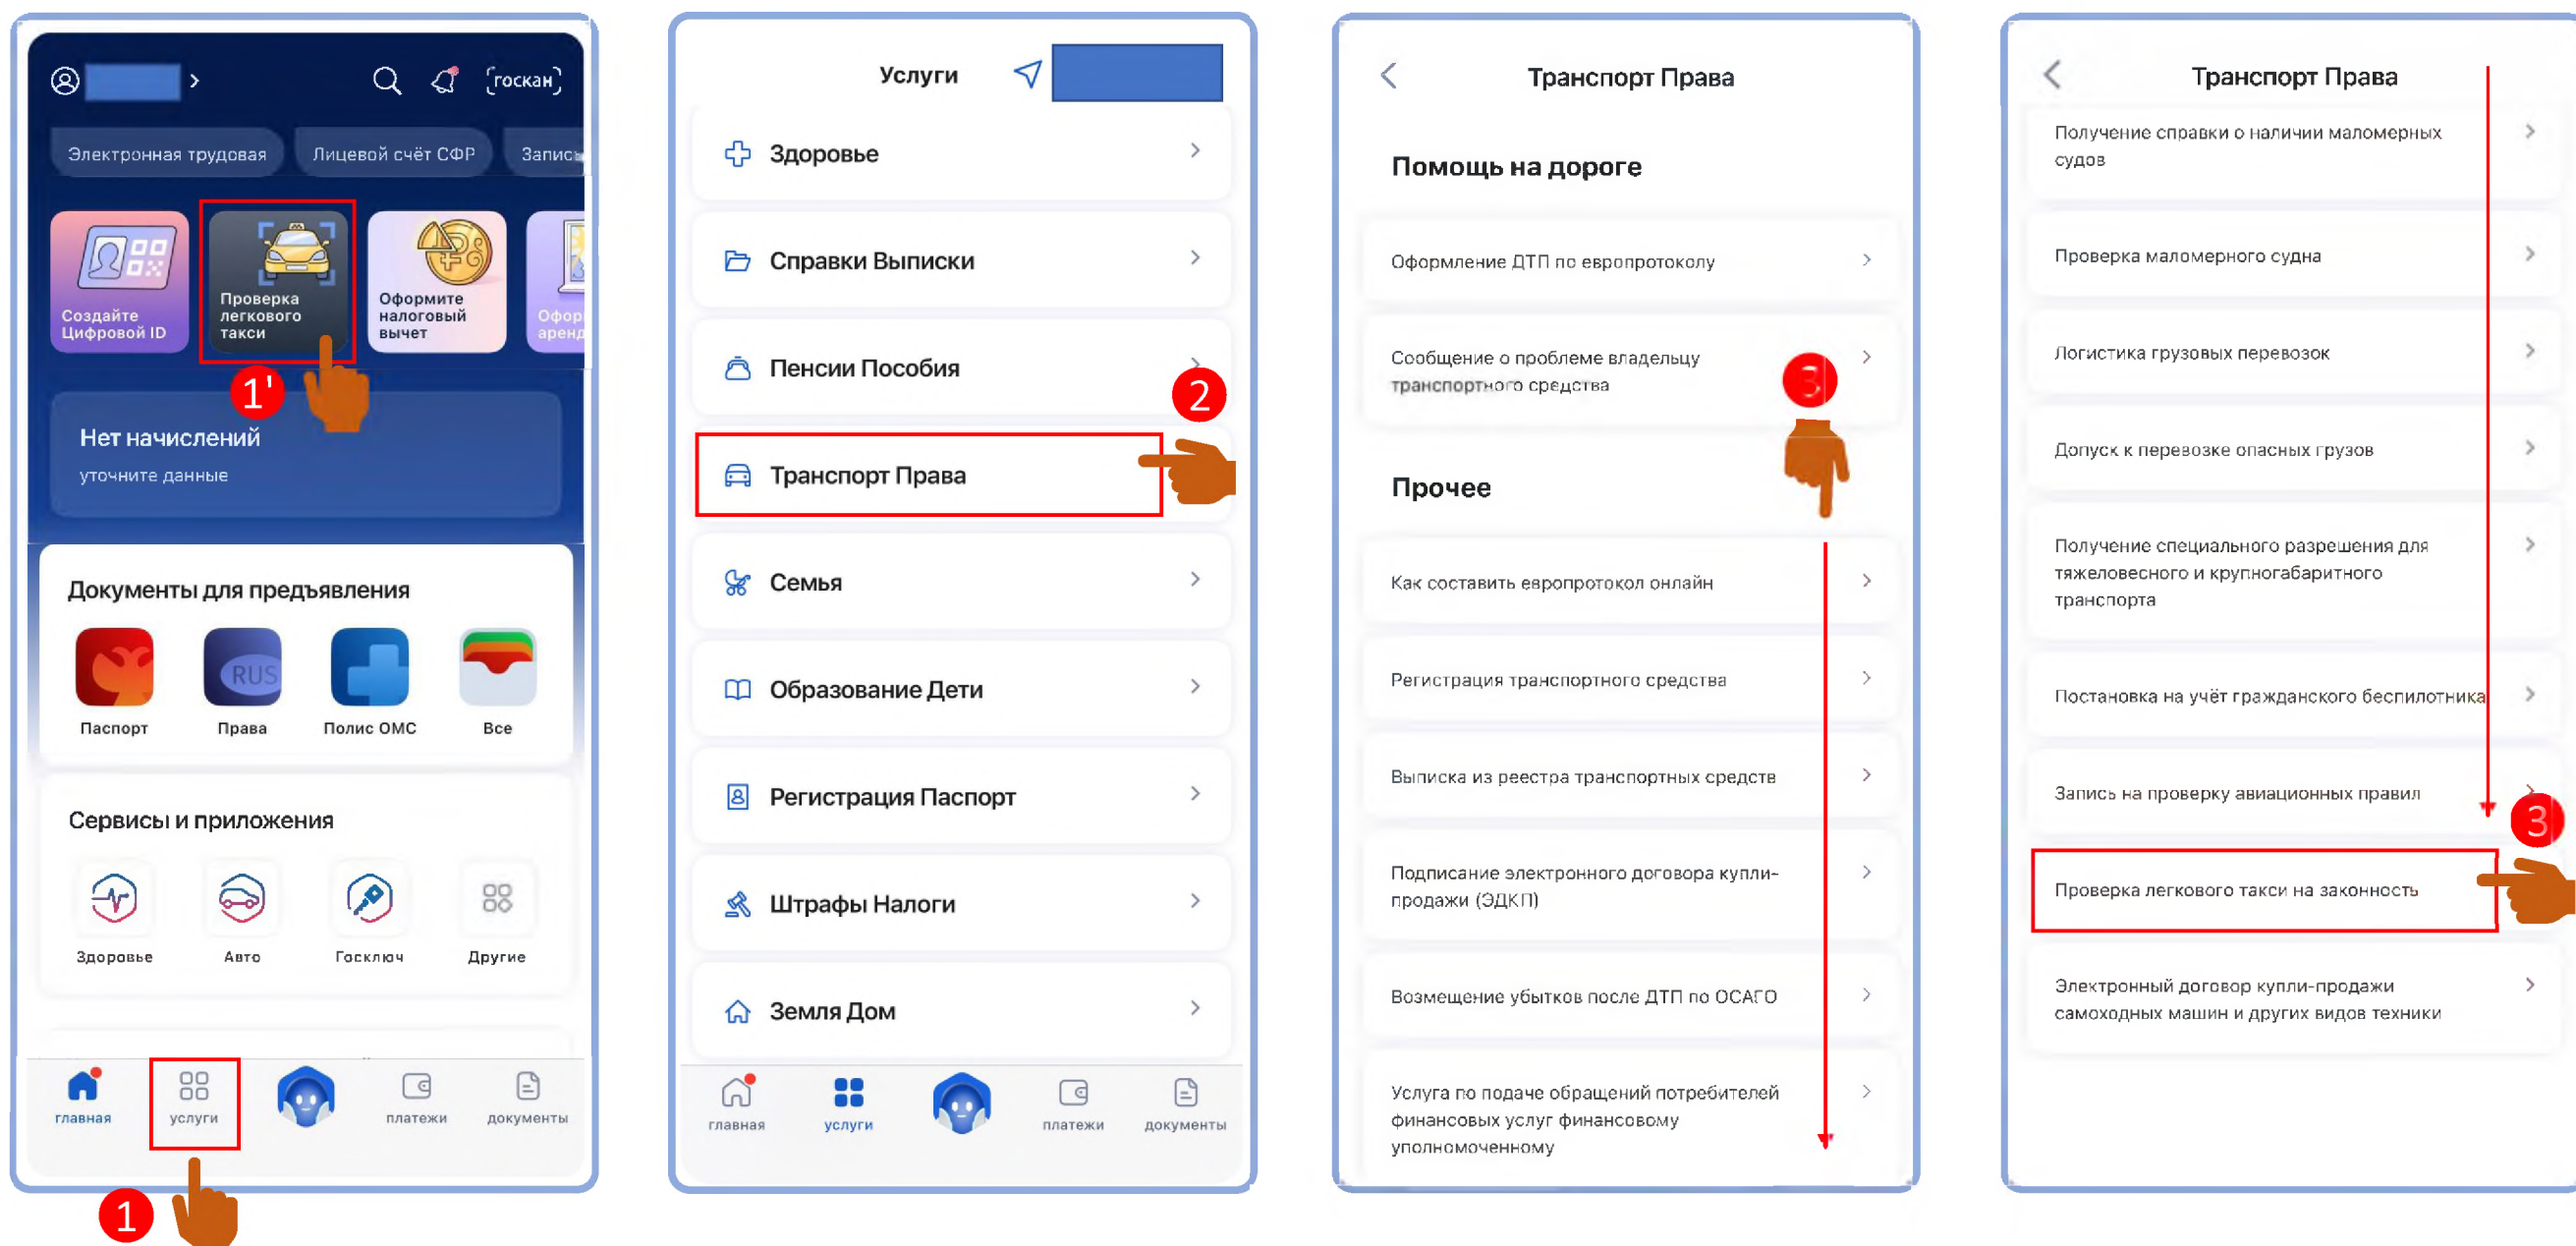 [госкан]
Электронная трудовая
Лицевой счёт СФР
Запись
Создайте
Цифровой ID
Проверка
легкового
такси
Оформите
налоговый
вычет
Офор
аренд
1'
Нет начислений
уточните данные
Документы для предъявления
RUS
Паспорт
Права
Полис ОМС
Все
Сервисы и приложения
Здоровье
Авто
Госключ
Другие
главная
услуги
платежи
документы
1
Услуги
Здоровье
Справки Выписки
Пенсии Пособия
2
Транспорт Права
Семья
Образование Дети
Регистрация Паспорт
Штрафы Налоги
Земля Дом
главная
услуги
платежи
документы
Транспорт Права
Помощь на дороге
Оформление ДТП по европротоколу
Сообщение о проблеме владельцу
транспортного средства
3
Прочее
Как составить европротокол онлайн
Регистрация транспортного средства
Выписка из реестра транспортных средств
Подписание электронного договора купли-
продажи (ЭДКП)
Возмещение убытков после ДТП по ОСАГО
Услуга по подаче обращений потребителей
финансовых услуг финансовому
уполномоченному
Транспорт Права
Получение справки о наличии маломерных
судов
Проверка маломерного судна
Логистика грузовых перевозок
Допуск к перевозке опасных грузов
Получение специального разрешения для
тяжеловесного и крупногабаритного
транспорта
Постановка на учёт гражданского беспилотника
Запись на проверку авиационных правил
3
Проверка легкового такси на законность
Электронный договор купли-продажи
самоходных машин и других видов техники